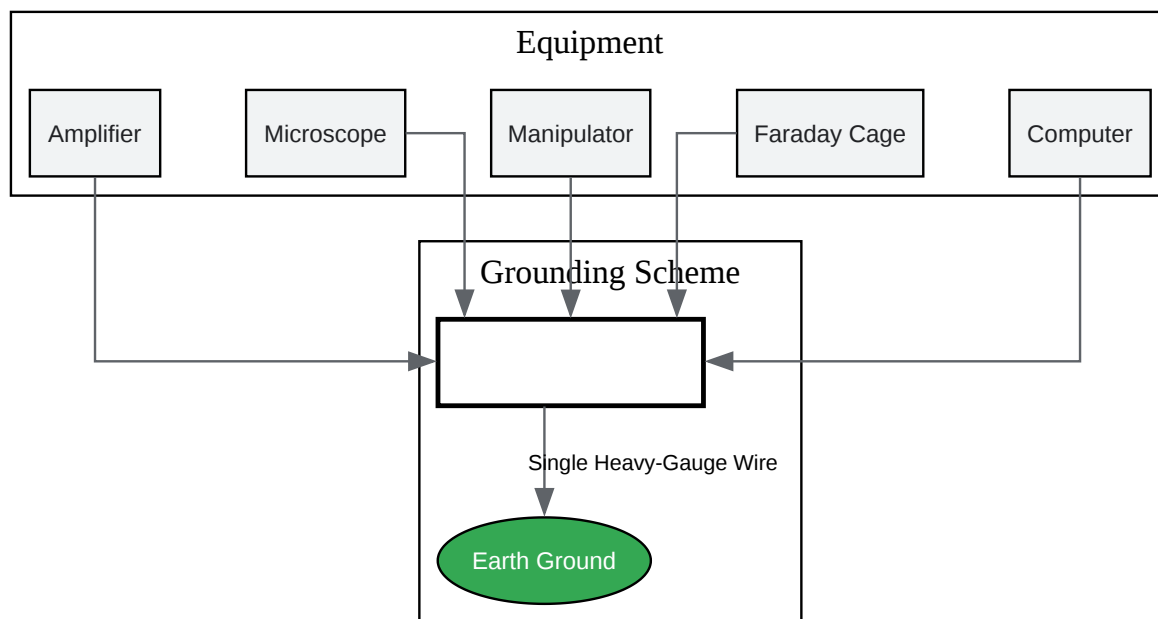 Equipment
Amplifier
Microscope
Manipulator
Faraday Cage
Computer
Grounding Scheme
Single Heavy-Gauge Wire
Earth Ground